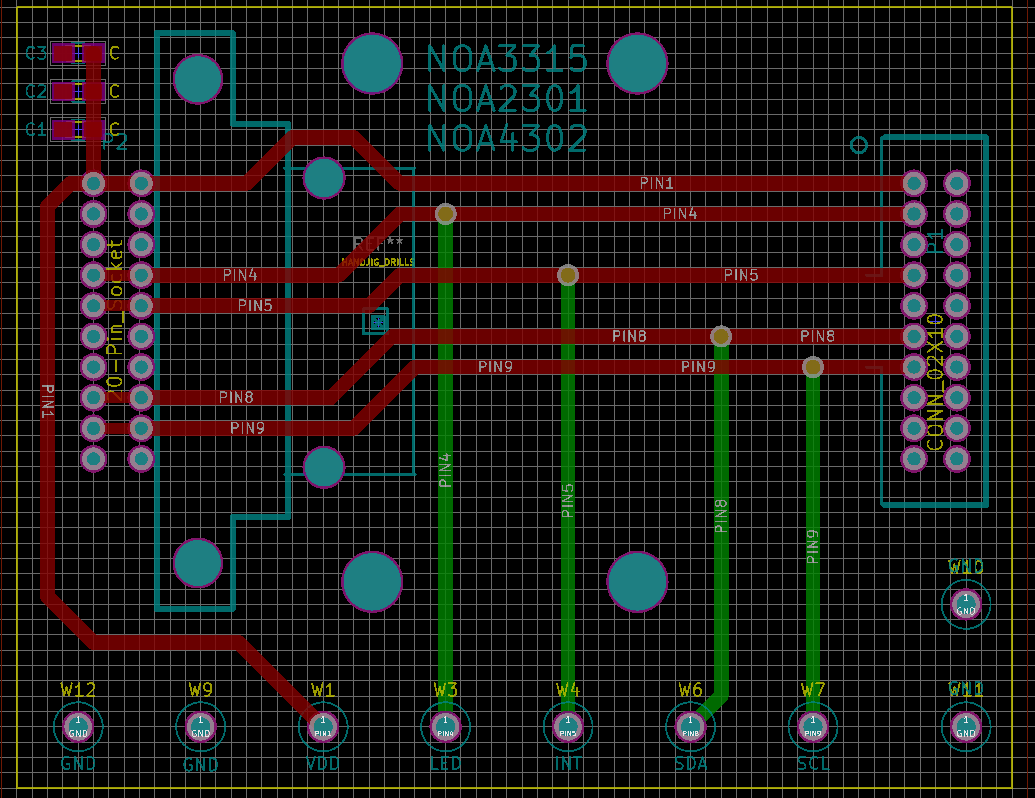 C3 C
C2 C
C1 C
P2
NOA3315
NOA2301
NOA4302
PIN1
PIN4
REF**
HANDJIG_DRILLS
PIN4
PIN5
PIN5
PIN8
PIN8
PIN9
PIN9
PIN8
PIN9
20-Pin_Socket
P1
CONN_02X10
PIN1
PIN4
PIN5
PIN8
PIN9
W10
1
GND
W12
W9
W1
W3
W4
W6
W7
W11
1
GND
1
GND
1
PIN1
1
PIN4
1
PIN5
1
PIN8
1
PIN9
1
GND
GND
GND
VDD
LED
INT
SDA
SCL